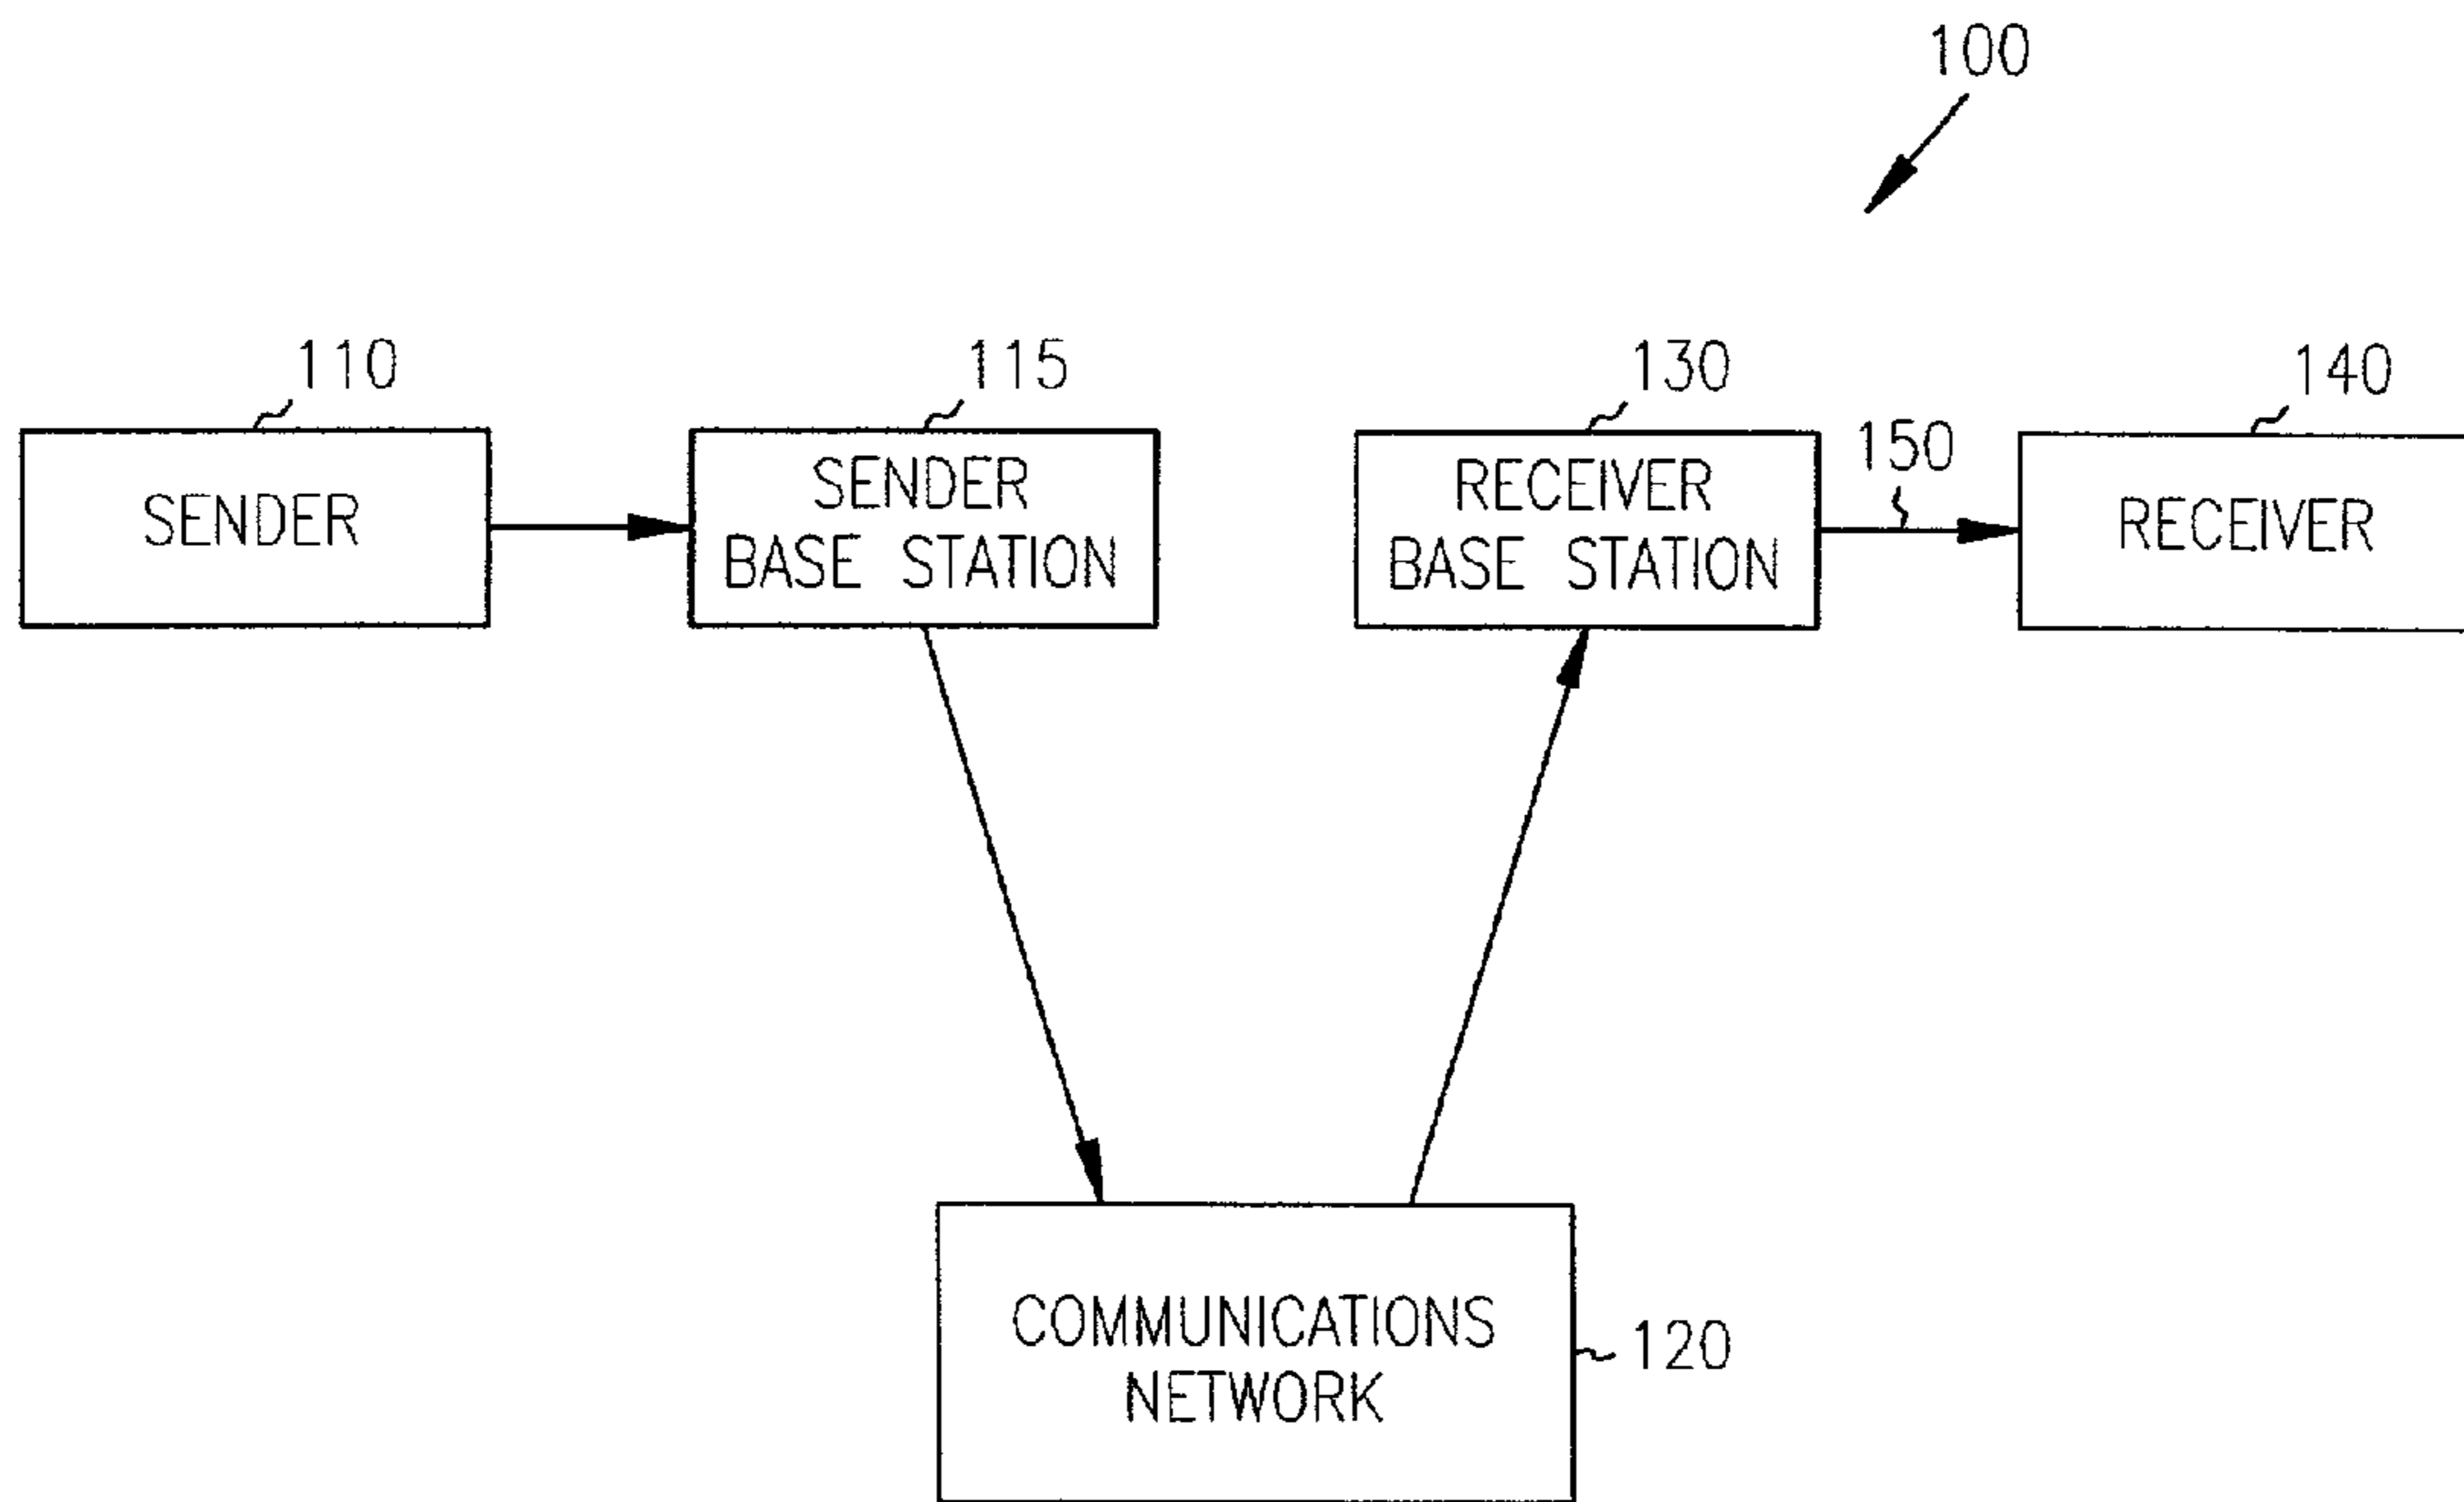 100
110
115
130
140
150
SENDER
SENDER
BASE STATION
RECEIVER
BASE STATION
RECEIVER
COMMUNICATIONS
NETWORK
120